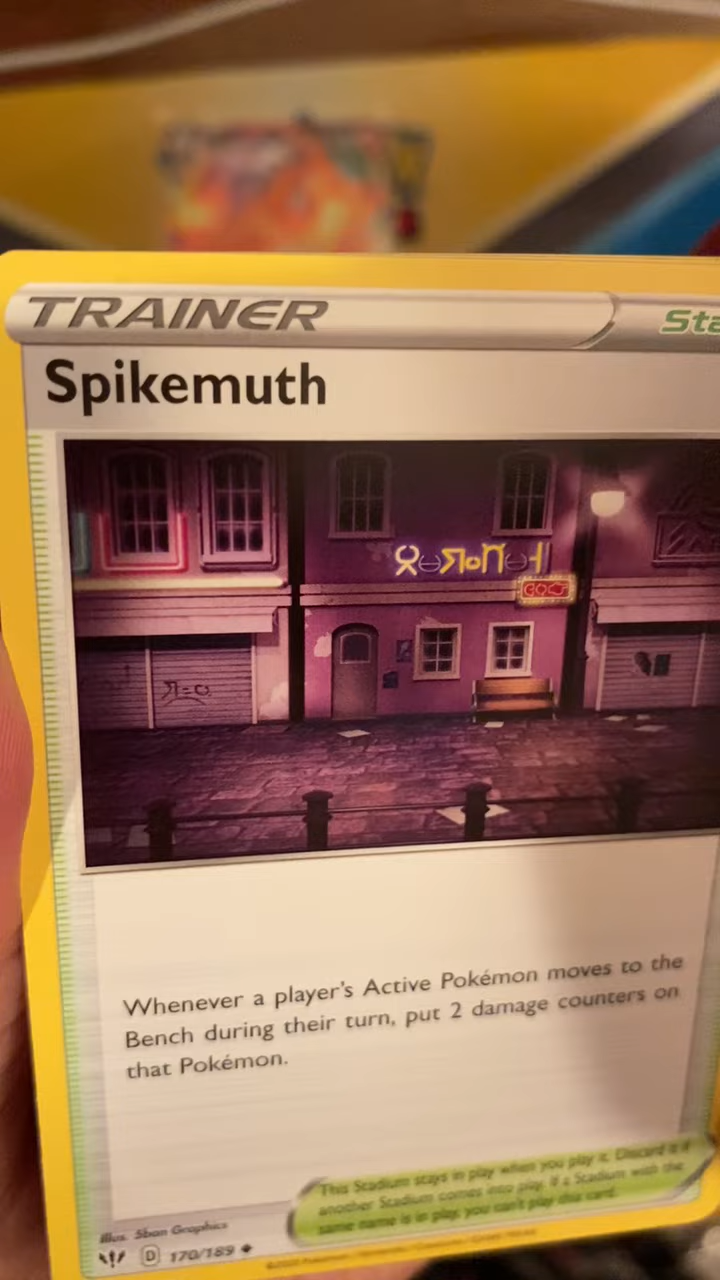 TRAINER
Sta
Spikemuth
Whenever a player's Active Pokémon moves to the
Bench during their turn, put 2 damage counters on
that Pokémon.
This Stadium stays in play when you play it. Discard it if
another Stadium comes into play. If a Stadium with the
same name is in play, you can't play this card.
Illus. Sban Graphics
D 170/189